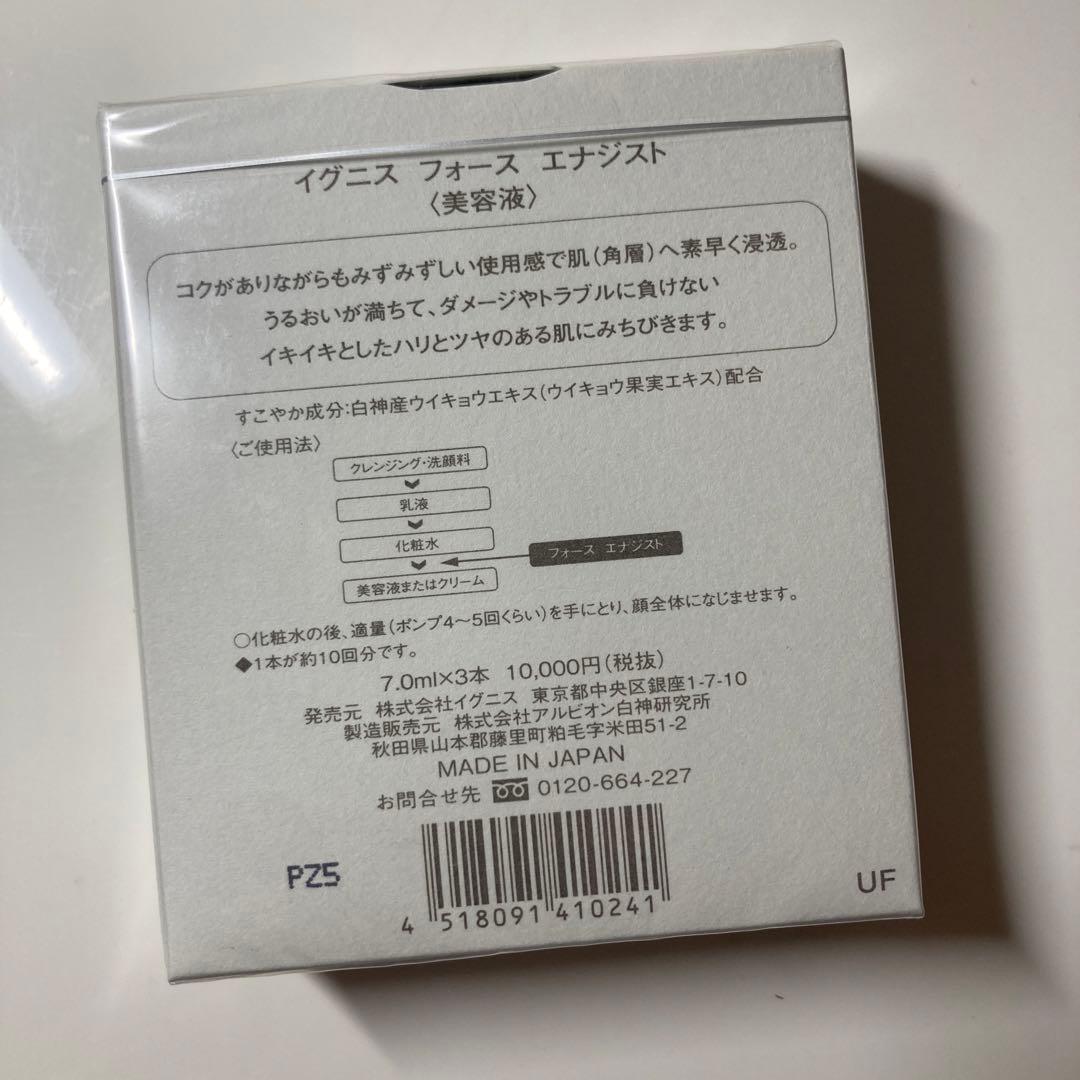 イグニス フォース エナジスト
〈美容液〉
コクがありながらもみずみずしい使用感で肌(角層)へ素早く浸透。
うるおいが満ちて、ダメージやトラブルに負けない
イキイキとしたハリとツヤのある肌にみちびきます。
すこやか成分:白神産ウイキョウエキス(ウイキョウ果実エキス)配合
〈ご使用法〉
クレンジング・洗顔料
乳液
化粧水
フォース エナジスト
美容液またはクリーム
○化粧水の後、適量(ポンプ4〜5回くらい)を手にとり、顔全体になじませます。
◆1本が約10回分です。
7.0ml×3本 10,000円(税抜)
発売元 株式会社イグニス 東京都中央区銀座1-7-10
製造販売元 株式会社アルビオン白神研究所
秋田県山本郡藤里町粕毛字米田51-2
MADE IN JAPAN
お問合せ先 0120-664-227
PZ5
UF
4 518091 410241